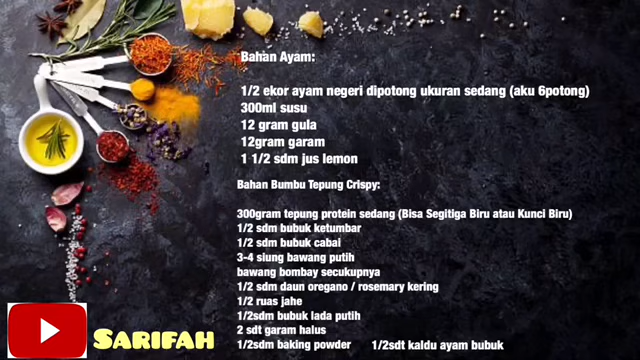 Bahan Ayam:
1/2 ekor ayam negeri dipotong ukuran sedang (aku 6potong)
300ml susu
12 gram gula
12gram garam
1 1/2 sdm jus lemon
Bahan Bumbu Tepung Crispy:
300gram tepung protein sedang (Bisa Segitiga Biru atau Kunci Biru)
1/2 sdm bubuk ketumbar
1/2 sdm bubuk cabai
3-4 siung bawang putih
bawang bombay secukupnya
1/2 sdm daun oregano / rosemary kering
1/2 ruas jahe
1/2sdm bubuk lada putih
2 sdt garam halus
1/2sdm baking powder 1/2sdt kaldu ayam bubuk
SARIFAH